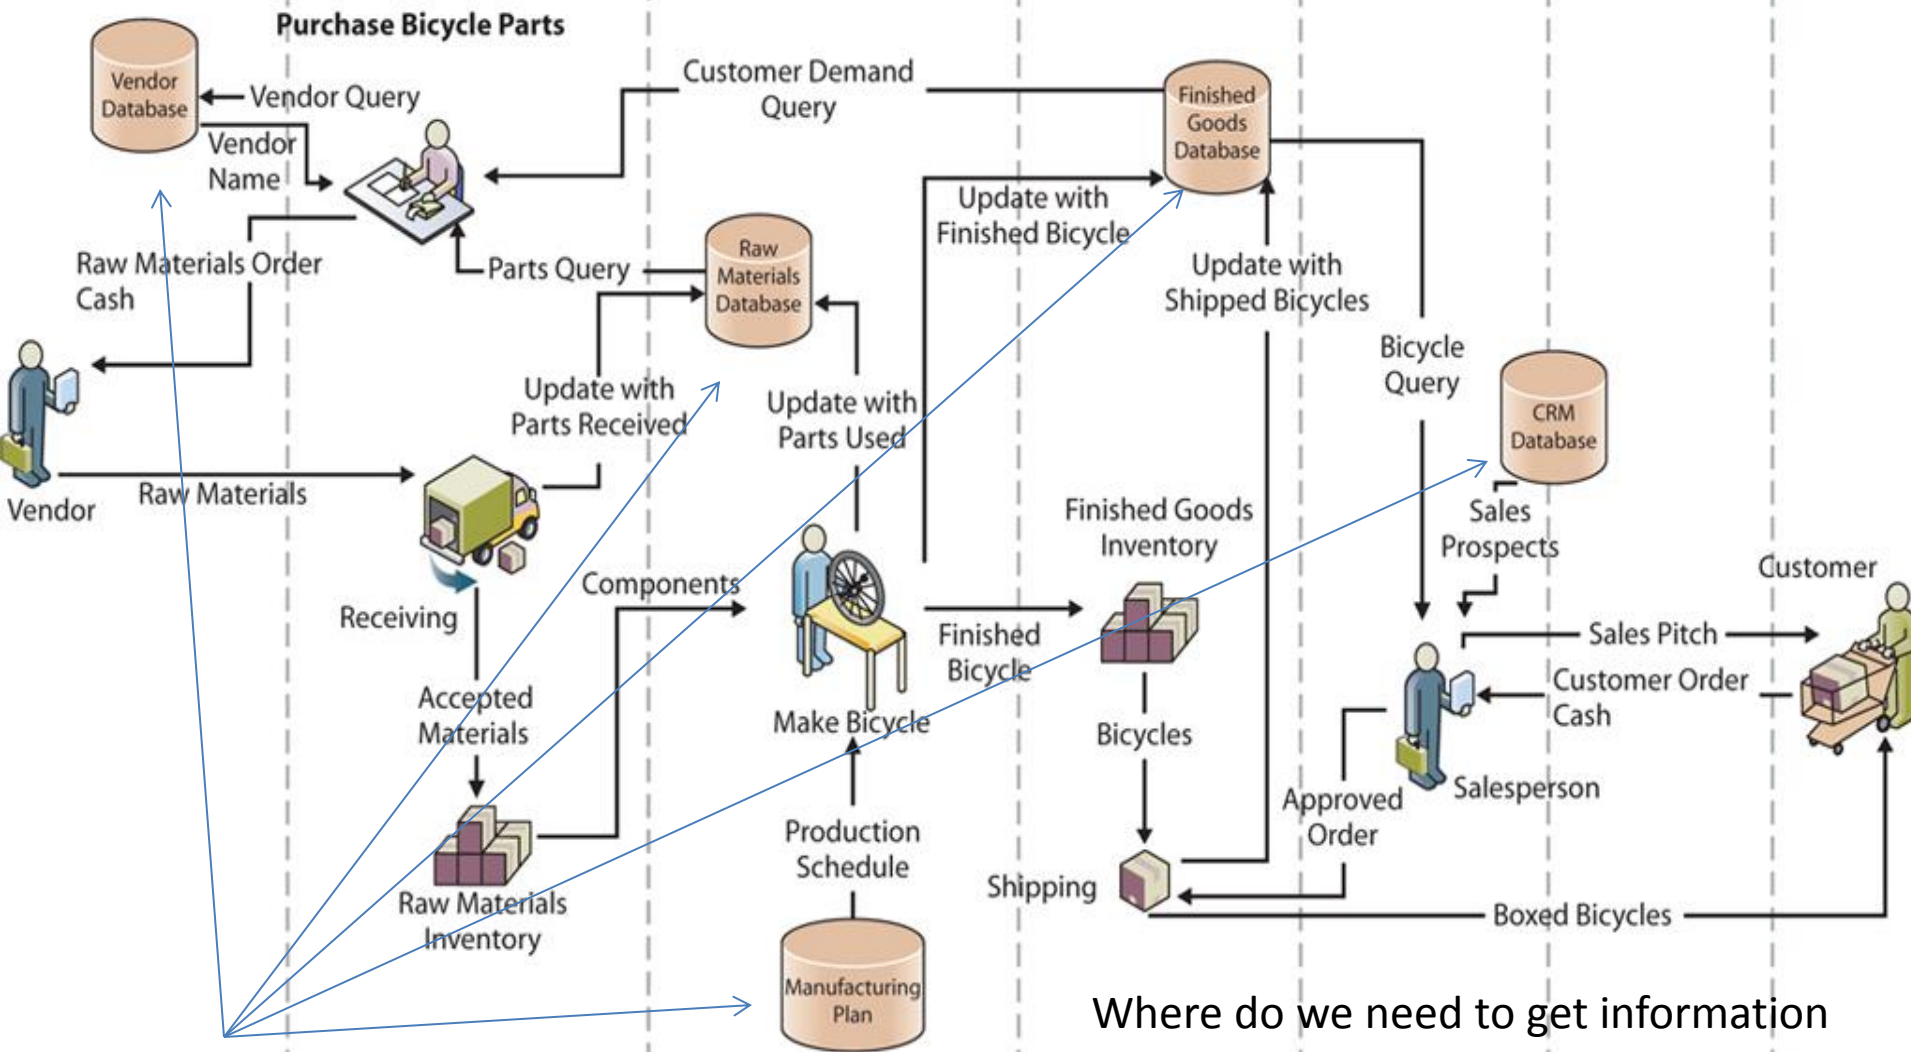 Purchase Bicycle Parts
Vendor
Database
Vendor Query
Vendor
Name
Customer Demand
Query
Finished
Goods
Database
Update with
Finished Bicycle
Raw Materials Order
Cash
Parts Query
Raw
Materials
Database
Update with
Shipped Bicycles
Bicycle
Query
Update with
Parts Received
Update with
Parts Used
CRM
Database
Vendor
Raw Materials
Sales
Prospects
Finished Goods
Inventory
Customer
Receiving
Components
Finished
Bicycle
Sales Pitch
Customer Order
Cash
Accepted
Materials
Make Bicycle
Bicycles
Salesperson
Approved
Order
Production
Schedule
Shipping
Raw Materials
Inventory
Boxed Bicycles
Manufacturing
Plan
Where do we need to get information